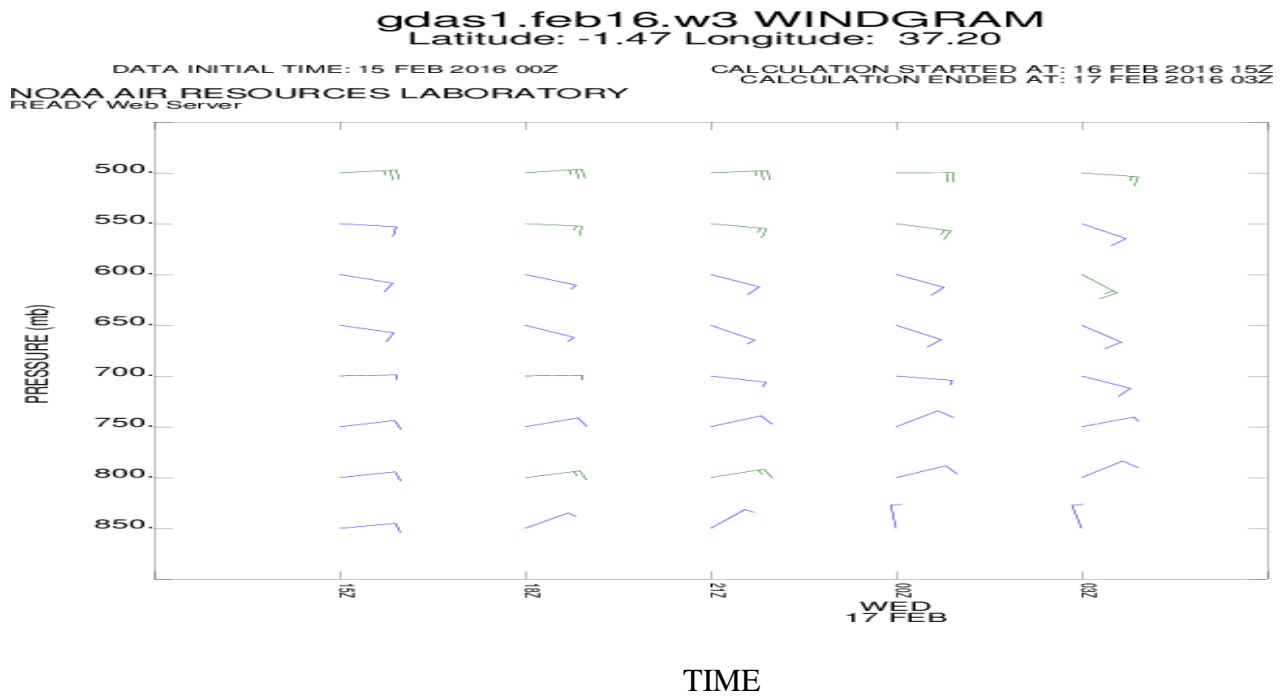 gdas1.feb16.w3 WINDGRAM
Latitude: -1.47 Longitude: 37.20
DATA INITIAL TIME: 15 FEB 2016 00Z
CALCULATION STARTED AT: 16 FEB 2016 15Z
CALCULATION ENDED AT: 17 FEB 2016 03Z
NOAA AIR RESOURCES LABORATORY
READY Web Server
PRESSURE (mb)
500.
550.
600.
650.
700.
750.
800.
850.
15Z 18Z 21Z 00Z 03Z
WED
17 FEB
TIME